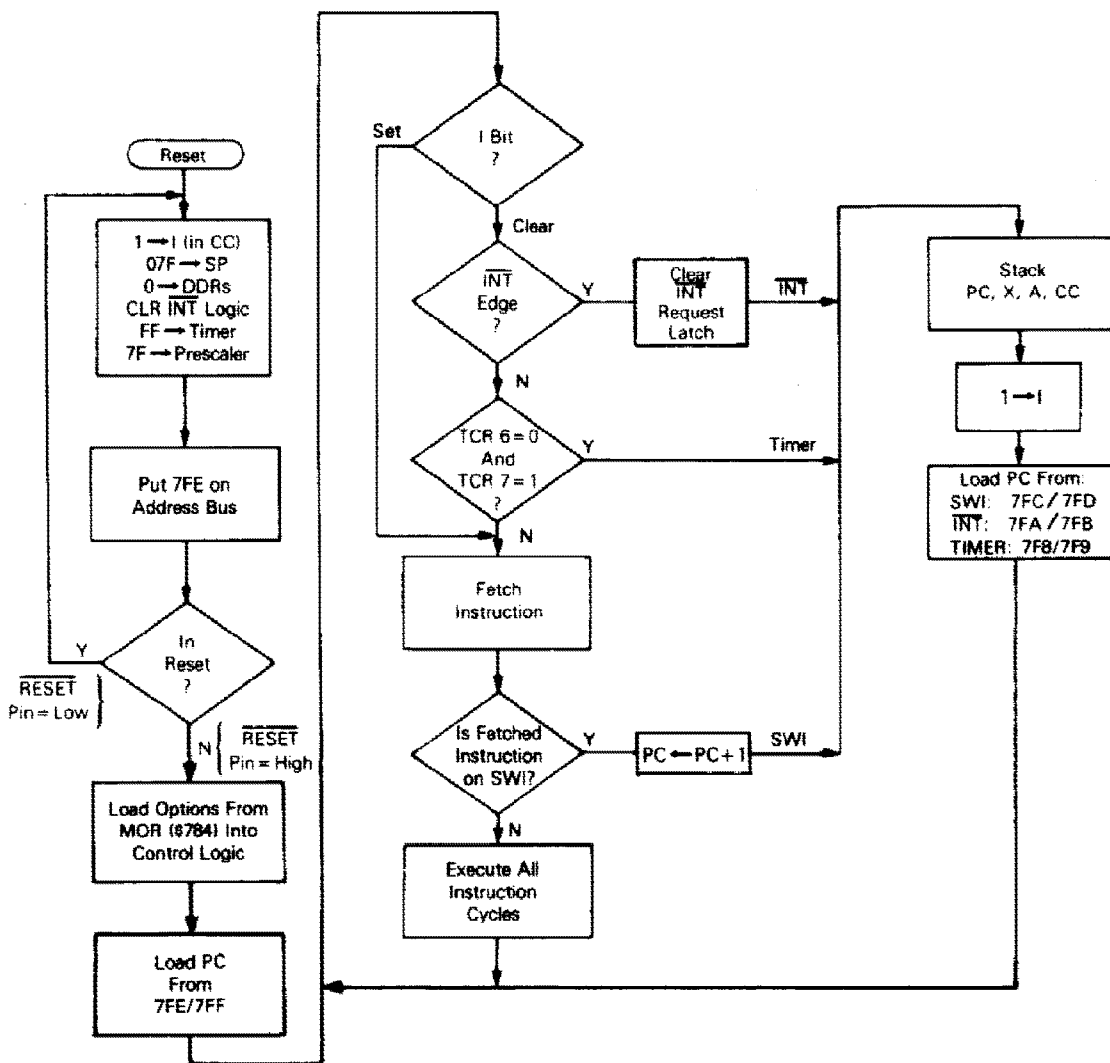 Reset
1→I (in CC)
07F→SP
0→DDRs
CLR INT Logic
FF→Timer
7F→Prescaler
Put 7FE on
Address Bus
In
Reset
?
Y
RESET
Pin = Low
N
RESET
Pin = High
Load Options From
MOR ($784) Into
Control Logic
Load PC
From
7FE/7FF
I Bit
?
Set
Clear
INT
Edge
?
Y
Clear
INT
Request
Latch
INT
N
TCR 6 = 0
And
TCR 7 = 1
?
Y
Timer
N
Fetch
Instruction
Is Fetched
Instruction
on SWI?
Y
PC ← PC + 1
SWI
N
Execute All
Instruction
Cycles
Stack
PC, X, A, CC
1→I
Load PC From:
SWI: 7FC/7FD
INT: 7FA/7FB
TIMER: 7F8/7F9